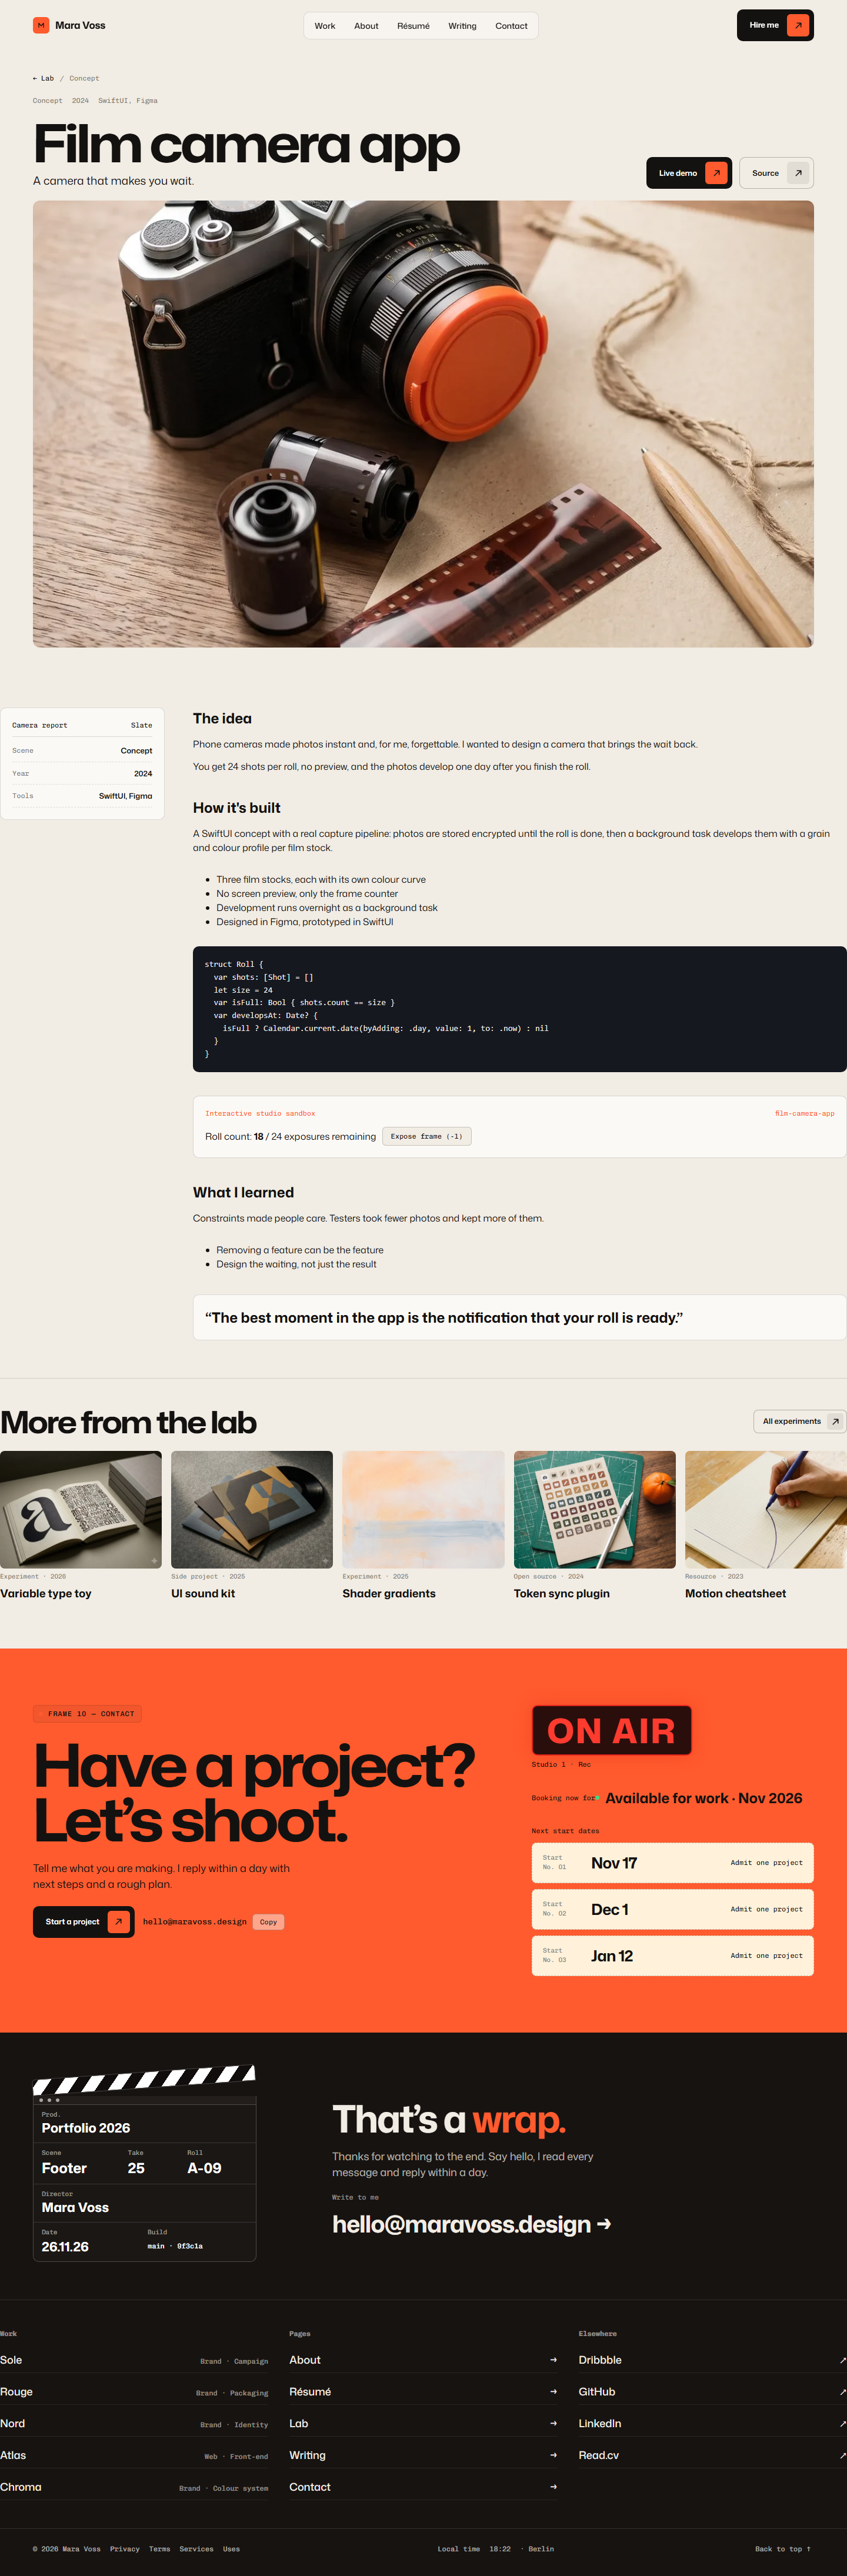 M Mara Voss
Work About Résumé Writing Contact
Hire me
← Lab / Concept
Concept 2024 SwiftUI, Figma
Film camera app
A camera that makes you wait.
Live demo
Source
Camera report Slate
Scene Concept
Year 2024
Tools SwiftUI, Figma
The idea
Phone cameras made photos instant and, for me, forgettable. I wanted to design a camera that brings the wait back.
You get 24 shots per roll, no preview, and the photos develop one day after you finish the roll.
How it's built
A SwiftUI concept with a real capture pipeline: photos are stored encrypted until the roll is done, then a background task develops them with a grain
and colour profile per film stock.
• Three film stocks, each with its own colour curve
• No screen preview, only the frame counter
• Development runs overnight as a background task
• Designed in Figma, prototyped in SwiftUI
struct Roll {
  var shots: [Shot] = []
  let size = 24
  var isFull: Bool { shots.count == size }
  var developsAt: Date? {
    isFull ? Calendar.current.date(byAdding: .day, value: 1, to: .now) : nil
  }
}
Interactive studio sandbox film-camera-app
Roll count: 18 / 24 exposures remaining Expose frame (-1)
What I learned
Constraints made people care. Testers took fewer photos and kept more of them.
• Removing a feature can be the feature
• Design the waiting, not just the result
“The best moment in the app is the notification that your roll is ready.”
More from the lab
All experiments
a
Experiment · 2026
Variable type toy
Side project · 2025
UI sound kit
Experiment · 2025
Shader gradients
Open source · 2024
Token sync plugin
Resource · 2023
Motion cheatsheet
FRAME 10 — CONTACT
Have a project?
Let’s shoot.
Tell me what you are making. I reply within a day with
next steps and a rough plan.
Start a project
hello@maravoss.design Copy
ON AIR
Studio 1 · Rec
Booking now for Available for work · Nov 2026
Next start dates
Start
No. 01
Nov 17
Admit one project
Start
No. 02
Dec 1
Admit one project
Start
No. 03
Jan 12
Admit one project
Prod.
Portfolio 2026
Scene Take Roll
Footer 25 A-09
Director
Mara Voss
Date Build
26.11.26 main · 9f3c1a
That’s a wrap.
Thanks for watching to the end. Say hello, I read every
message and reply within a day.
Write to me
hello@maravoss.design →
Work
Sole Brand · Campaign
Rouge Brand · Packaging
Nord Brand · Identity
Atlas Web · Front-end
Chroma Brand · Colour system
Pages
About →
Résumé →
Lab →
Writing →
Contact →
Elsewhere
Dribbble ↗
GitHub ↗
LinkedIn ↗
Read.cv ↗
© 2026 Mara Voss Privacy Terms Services Uses
Local time 18:22 · Berlin
Back to top ↑